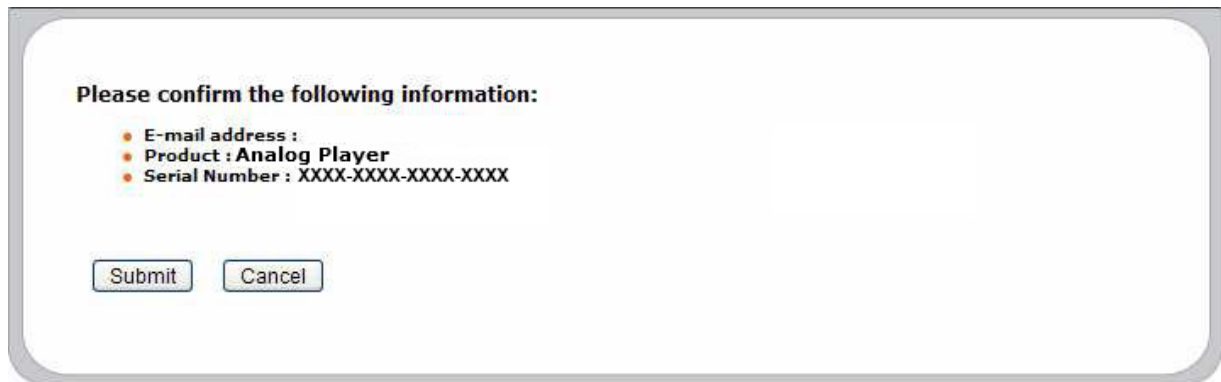 Please confirm the following information:
E-mail address :
Product : Analog Player
Serial Number : XXXX-XXXX-XXXX-XXXX
Submit Cancel